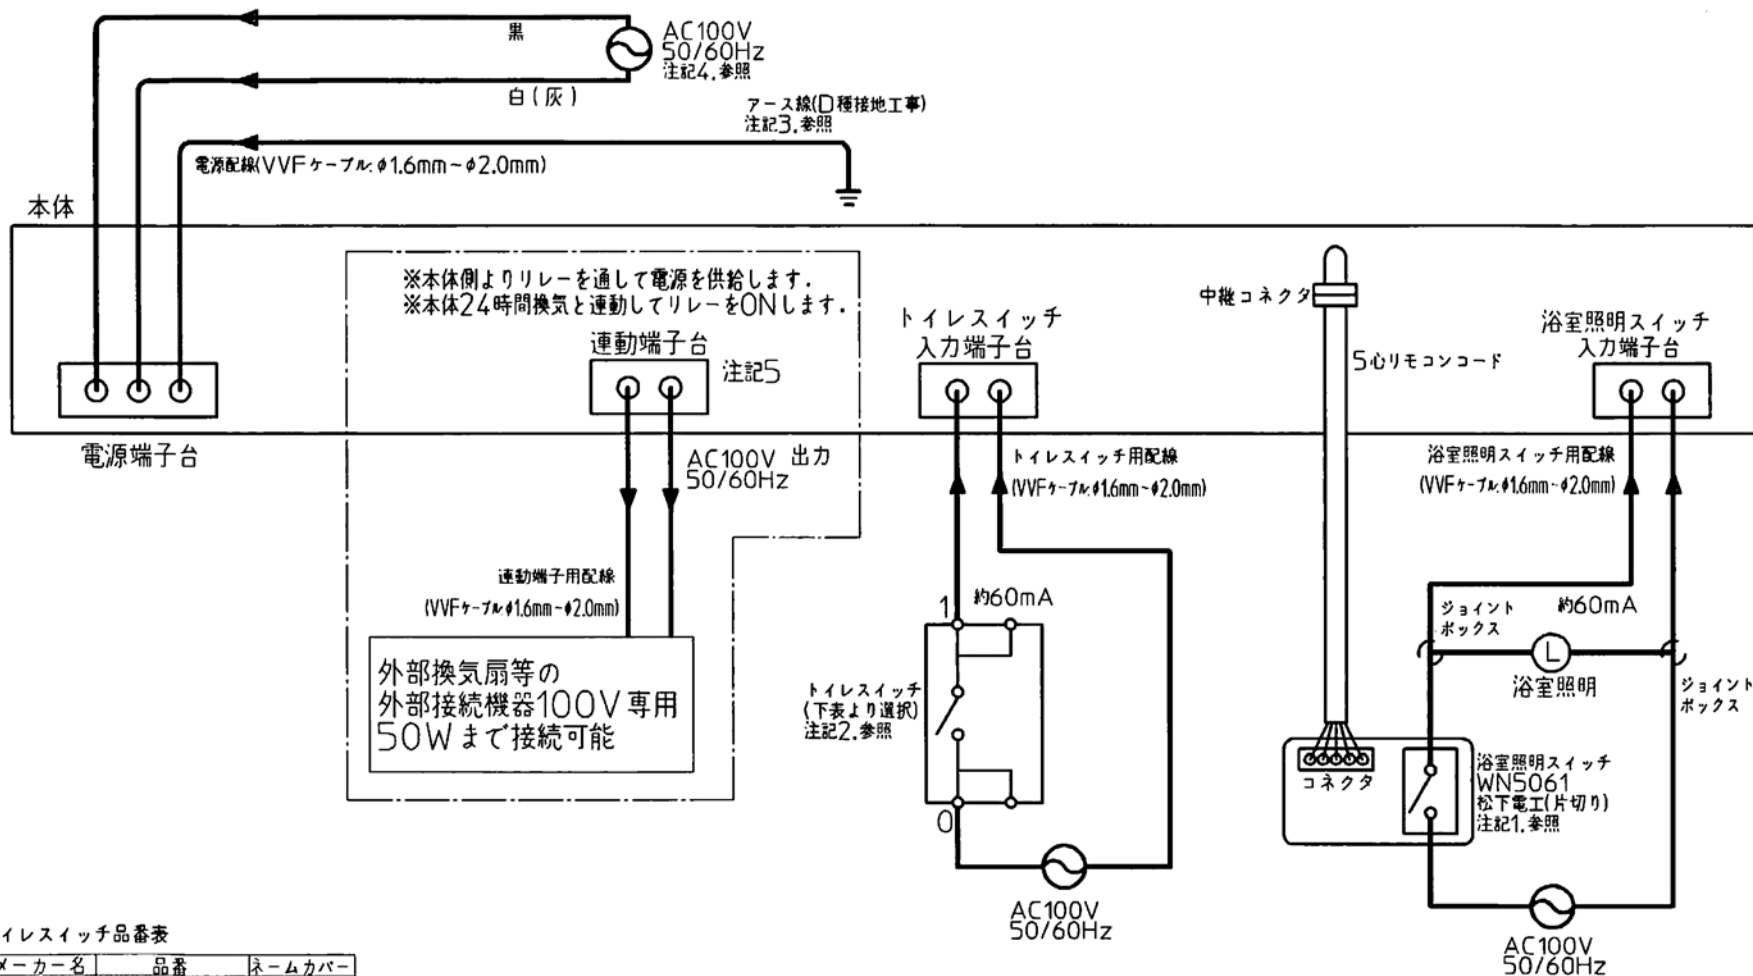 黒
AC100V
50/60Hz
注記4.参照
白(灰)
アース線(D種接地工事)
注記3.参照
電源配線(VVFケーブル:φ1.6mm~φ2.0mm)
本体
※本体側よりリレーを通して電源を供給します.
※本体24時間換気と連動してリレーをONします.
連動端子台
注記5
トイレスイッチ
入力端子台
中継コネクタ
5心リモコンコード
浴室照明スイッチ
入力端子台
電源端子台
AC100V 出力
50/60Hz
トイレスイッチ用配線
(VVFケーブル:φ1.6mm~φ2.0mm)
浴室照明スイッチ用配線
(VVFケーブル:φ1.6mm~φ2.0mm)
連動端子用配線
(VVFケーブル:φ1.6mm~φ2.0mm)
外部換気扇等の
外部接続機器100V専用
50Wまで接続可能
1
約60mA
トイレスイッチ
(下表より選択)
注記2.参照
0
AC100V
50/60Hz
ジョイント
ボックス
約60mA
L
浴室照明
ジョイント
ボックス
コネクタ
浴室照明スイッチ
WN5061
松下電工(片切り)
注記1.参照
AC100V
50/60Hz
イレスイッチ品番表
メーカー名 品番 ネームカバー